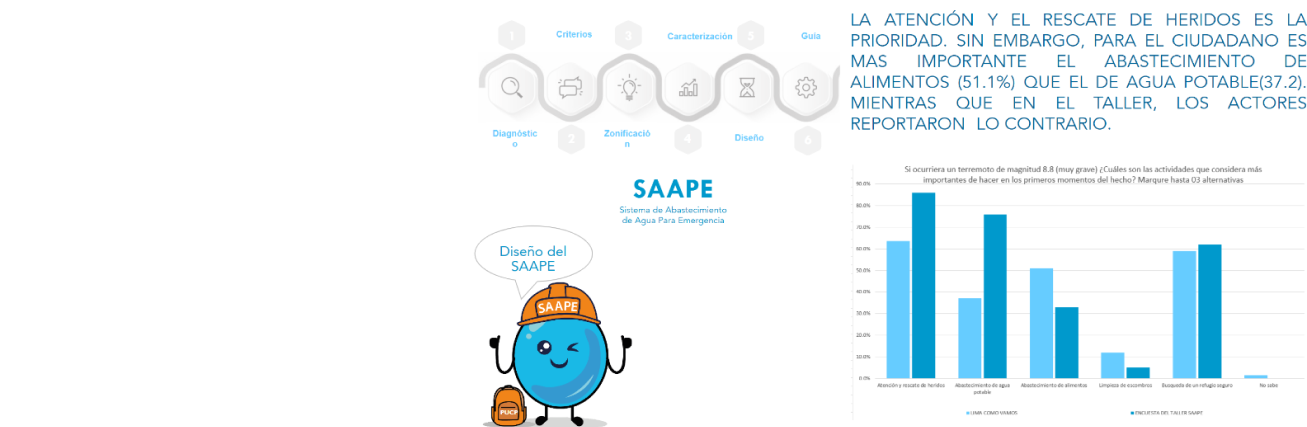 1
Criterios
3
Caracterización
5
Guia
Diagnóstic
o
2
Zonificació
n
4
Diseño
6
SAAPE
Sistema de Abastecimiento
de Agua Para Emergencia
Diseño del
SAAPE
SAAPE
PUCP
LA ATENCIÓN Y EL RESCATE DE HERIDOS ES LA
PRIORIDAD. SIN EMBARGO, PARA EL CIUDADANO ES
MAS IMPORTANTE EL ABASTECIMIENTO DE
ALIMENTOS (51.1%) QUE EL DE AGUA POTABLE(37.2).
MIENTRAS QUE EN EL TALLER, LOS ACTORES
REPORTARON LO CONTRARIO.
Si ocurriera un terremoto de magnitud 8.8 (muy grave) ¿Cuáles son las actividades que considera más
importantes de hacer en los primeros momentos del hecho? Marqure hasta 03 alternativas
90.0%
80.0%
70.0%
60.0%
50.0%
40.0%
30.0%
20.0%
10.0%
0.0%
Atención y rescate de heridos
Abastecimiento de agua
potable
Abastecimiento de alimentos
Limpieza de escombros
Busqueda de un refugio seguro
No sabe
LIMA COMO VAMOS
ENCUESTA DEL TALLER SAAPE